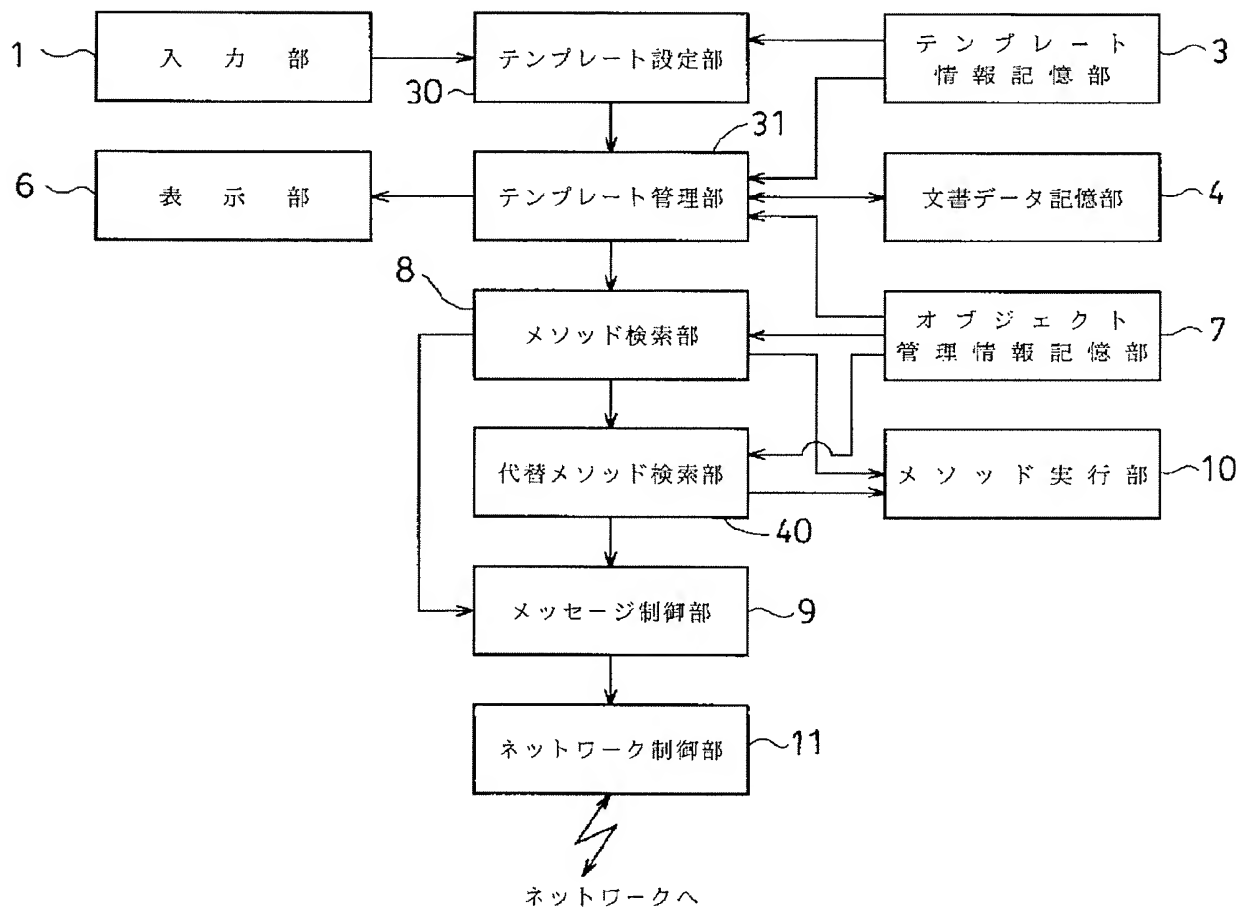 1
入力部
テンプレート設定部
30
テンプレート
情報記憶部
3
31
6
表示部
テンプレート管理部
文書データ記憶部
4
8
メソッド検索部
オブジェクト
管理情報記憶部
7
代替メソッド検索部
40
メソッド実行部
10
メッセージ制御部
9
ネットワーク制御部
11
ネットワークへ